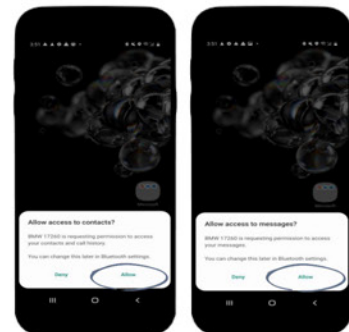 Allow access to contacts?
BMW 17260 is requesting permission to access
your contacts and call history.
You can change this later in Bluetooth settings.
Deny Allow
Allow access to messages?
BMW 17260 is requesting permission to access
your messages.
You can change this later in Bluetooth settings.
Deny Allow